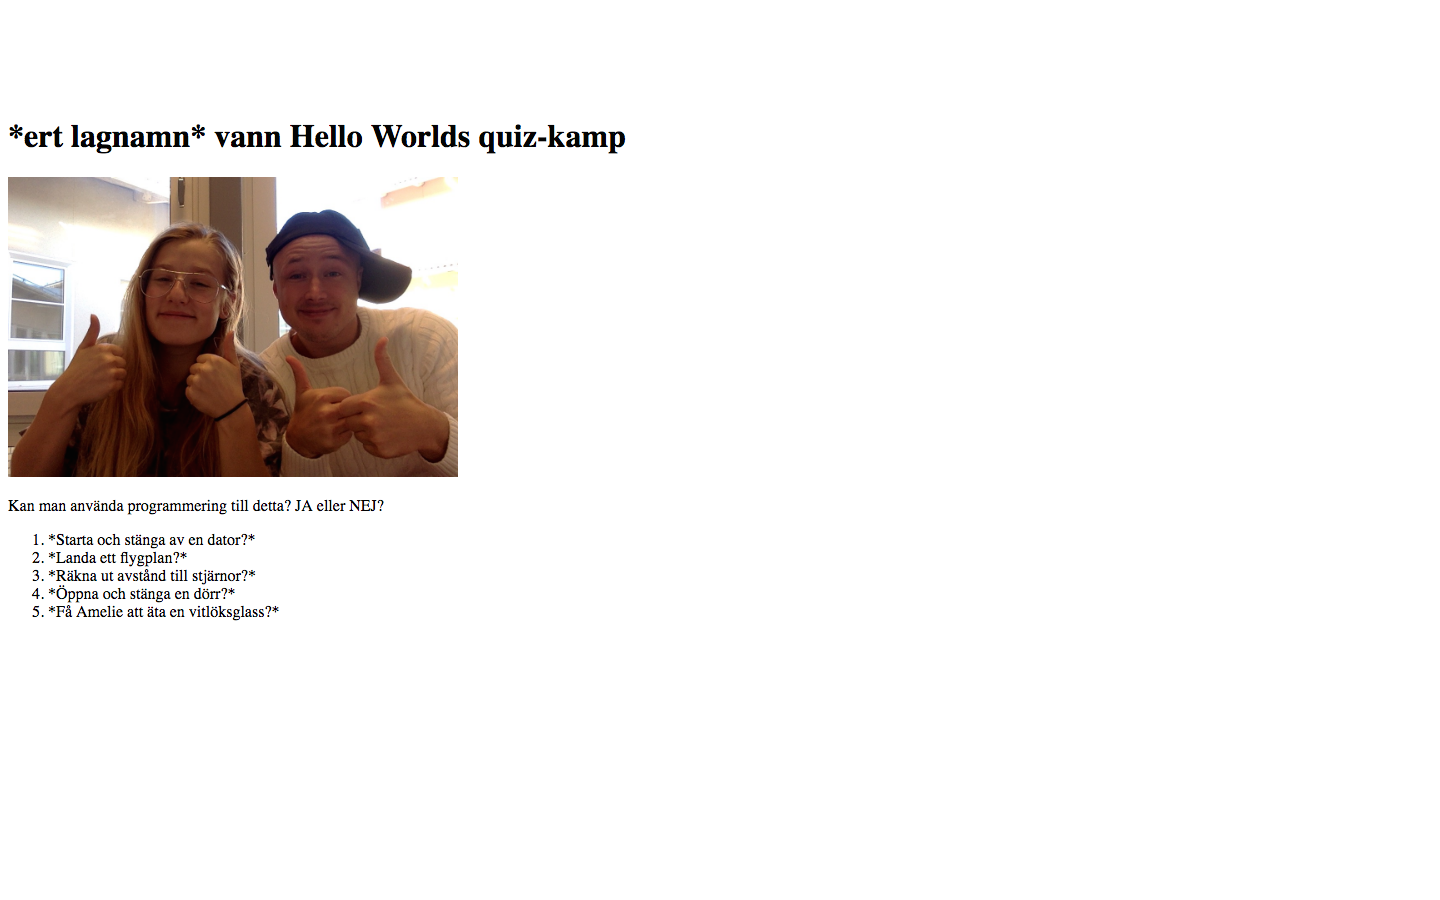 *ert lagnamn* vann Hello Worlds quiz-kamp
Kan man använda programmering till detta? JA eller NEJ?
1. *Starta och stänga av en dator?*
2. *Landa ett flygplan?*
3. *Räkna ut avstånd till stjärnor?*
4. *Öppna och stänga en dörr?*
5. *Få Amelie att äta en vitlöksglass?*